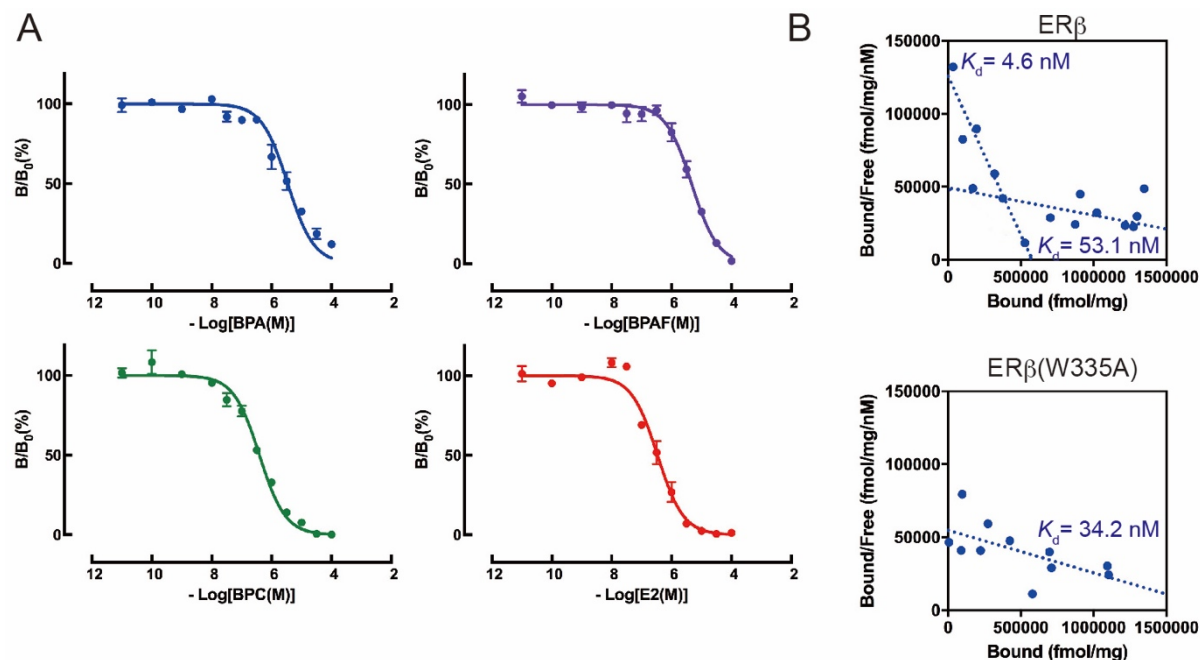 A
B/B0(%)
100
50
0
12 10 8 6 4 2
- Log[BPA(M)]
B/B0(%)
100
50
0
12 10 8 6 4 2
- Log[BPAF(M)]
B/B0(%)
100
50
0
12 10 8 6 4 2
- Log[BPC(M)]
B/B0(%)
100
50
0
12 10 8 6 4 2
- Log[E2(M)]
B
ERβ
Bound/Free (fmol/mg/nM)
150000
100000
50000
0
Kd= 4.6 nM
Kd = 53.1 nM
0 500000 1000000 1500000
Bound (fmol/mg)
ERβ(W335A)
Bound/Free (fmol/mg/nM)
150000
100000
50000
0
Kd = 34.2 nM
0 500000 1000000 1500000
Bound (fmol/mg)